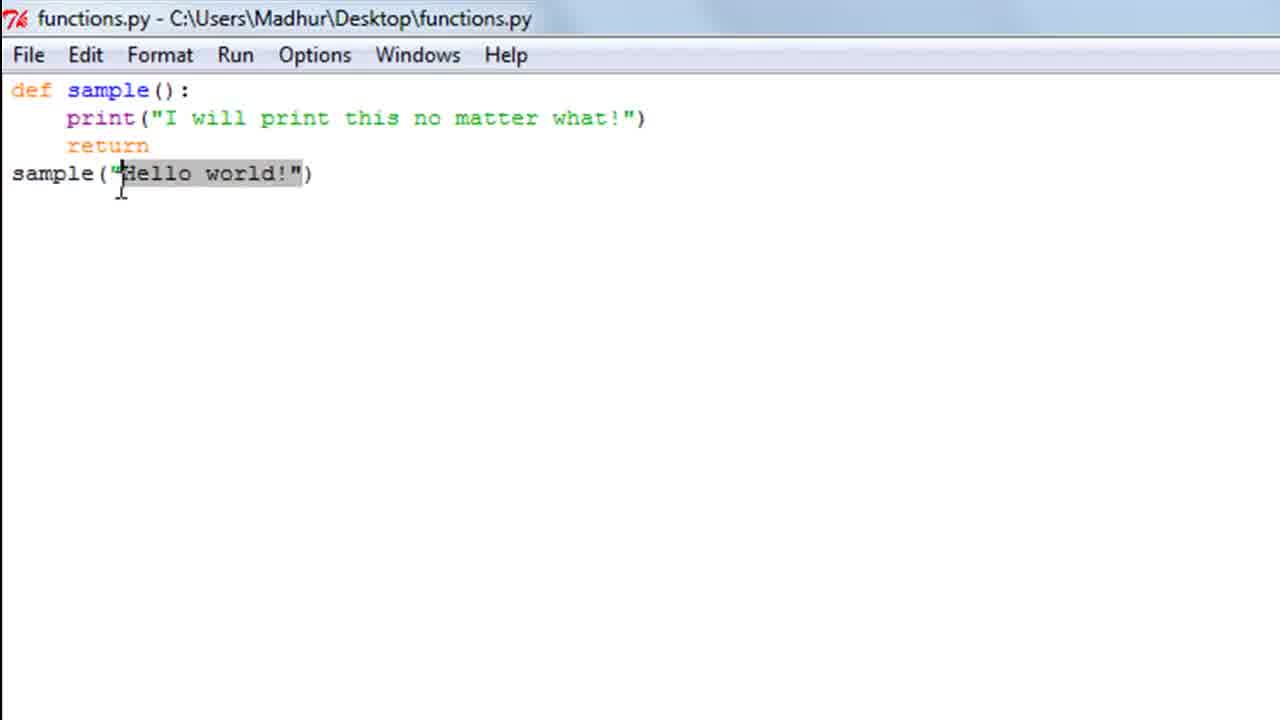 functions.py - C:\Users\Madhur\Desktop\functions.py
File Edit Format Run Options Windows Help
def sample():
    print("I will print this no matter what!")
    return
sample("Hello world!")